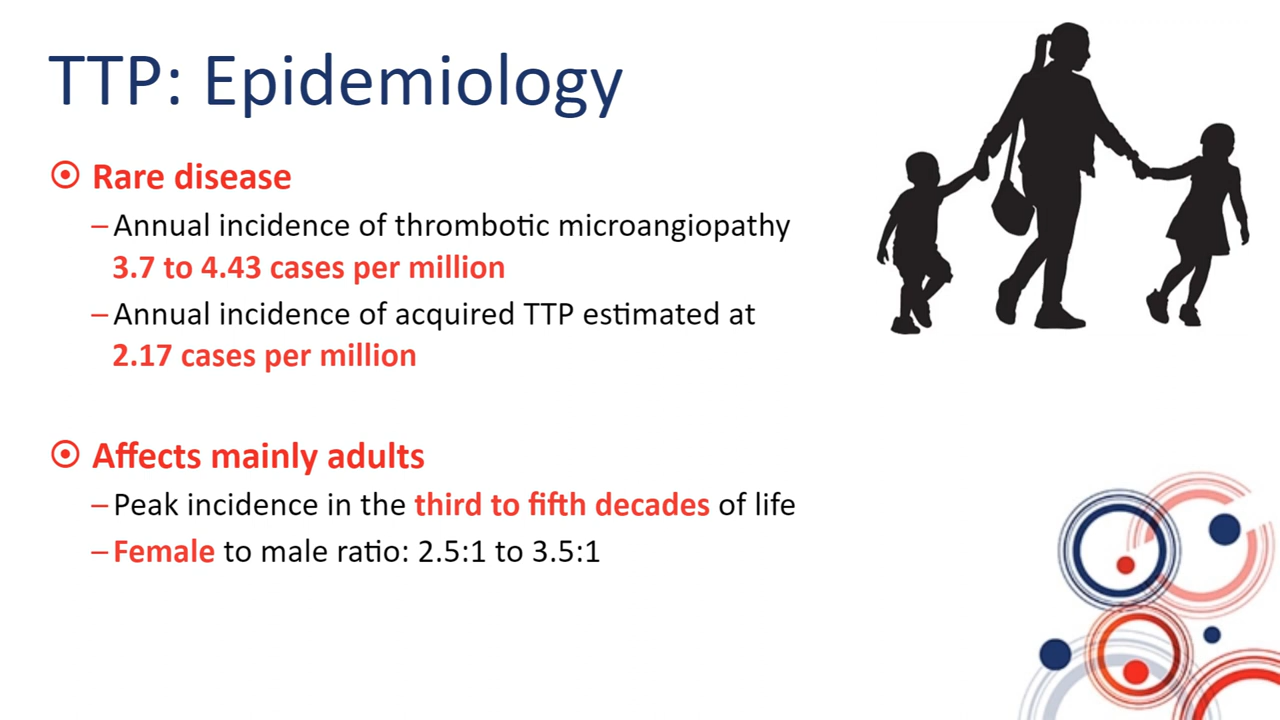 TTP: Epidemiology
Rare disease
– Annual incidence of thrombotic microangiopathy
3.7 to 4.43 cases per million
– Annual incidence of acquired TTP estimated at
2.17 cases per million
Affects mainly adults
– Peak incidence in the third to fifth decades of life
– Female to male ratio: 2.5:1 to 3.5:1